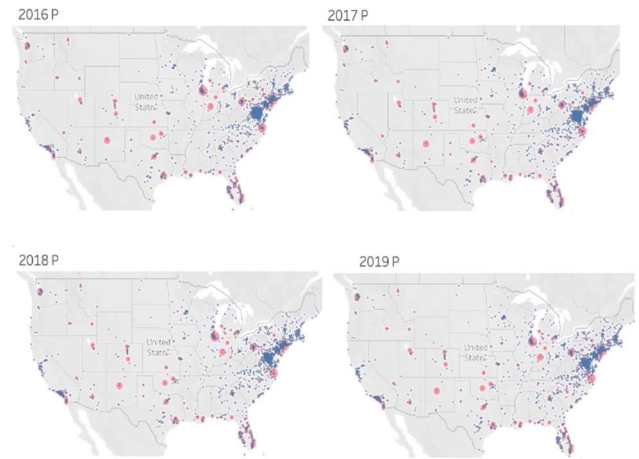 2016 P
2017 P
United
States
United
States
2018 P
2019 P
United
States
United
States